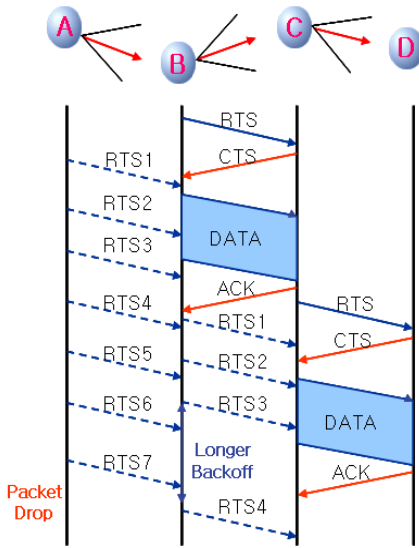 A
B
C
D
RTS
CTS
RTS1
RTS2
DATA
RTS3
ACK
RTS4
RTS
RTS1
CTS
RTS5
RTS2
RTS6
RTS3
DATA
Longer
Backoff
RTS7
ACK
Packet
Drop
RTS4